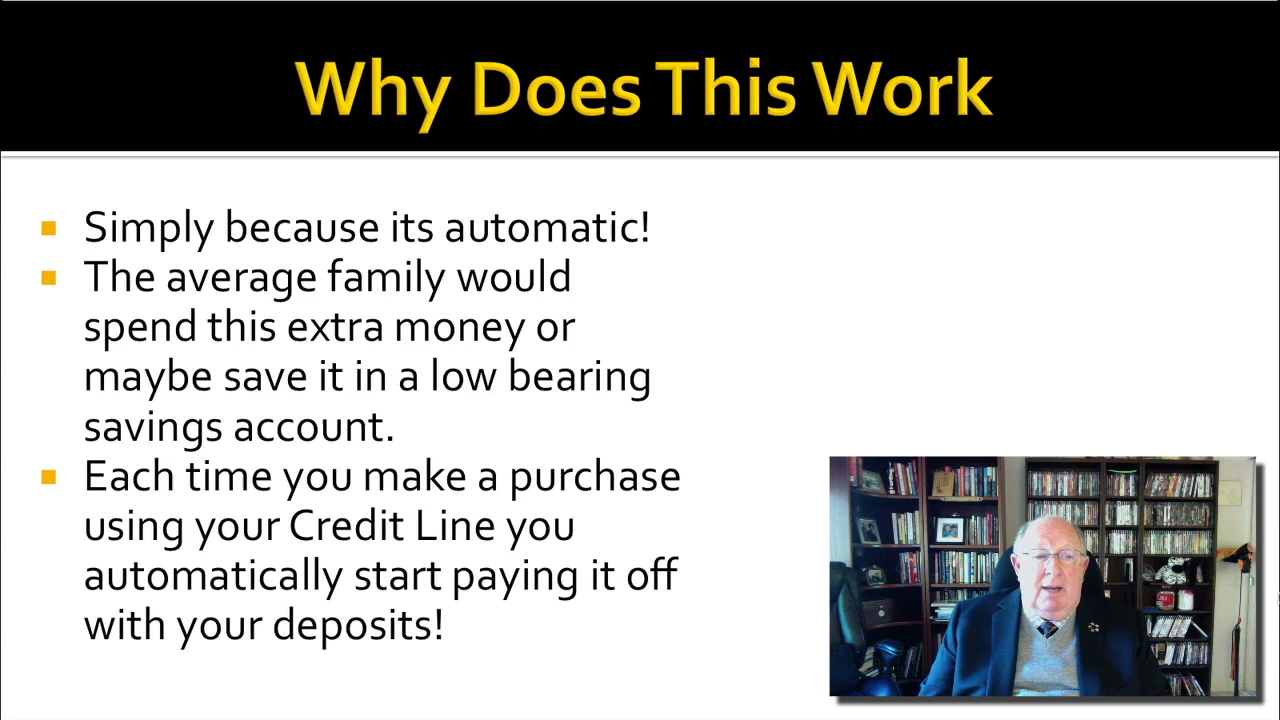 Why Does This Work
Simply because its automatic!
The average family would
spend this extra money or
maybe save it in a low bearing
savings account.
Each time you make a purchase
using your Credit Line you
automatically start paying it off
with your deposits!